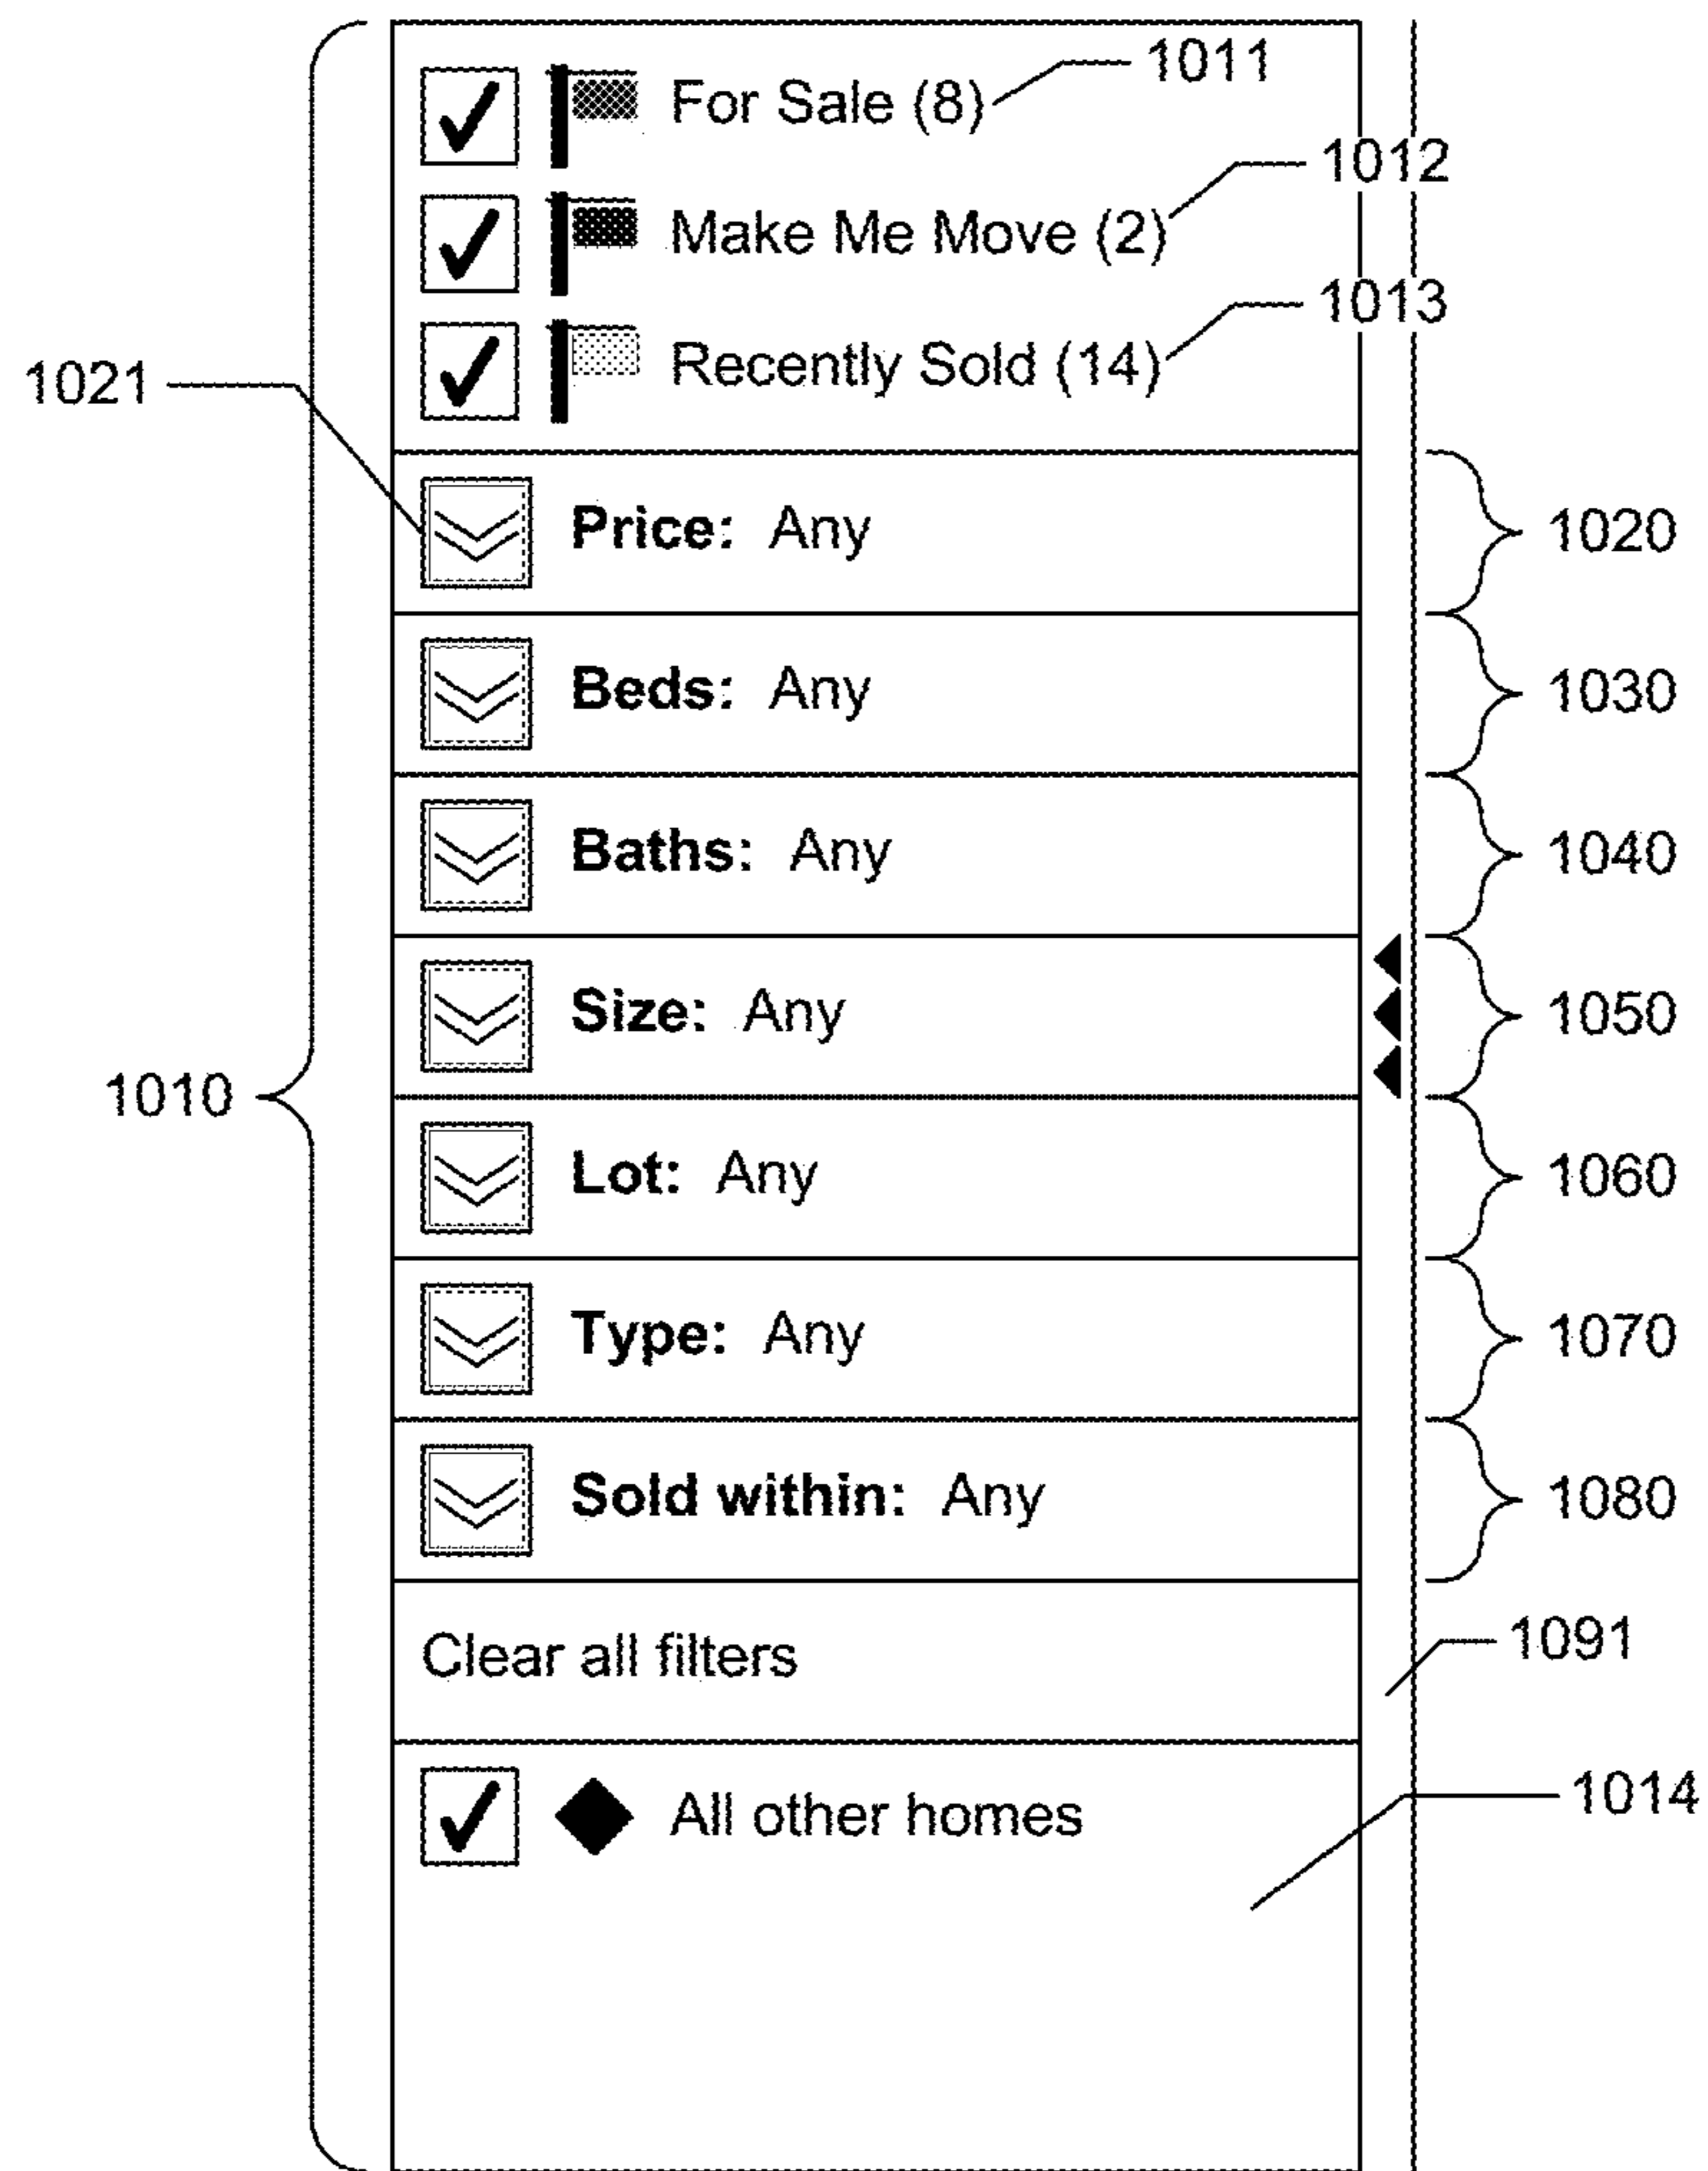 For Sale (8) 1011
Make Me Move (2) 1012
Recently Sold (14) 1013
1021
Price: Any 1020
Beds: Any 1030
Baths: Any 1040
Size: Any 1050
1010
Lot: Any 1060
Type: Any 1070
Sold within: Any 1080
Clear all filters 1091
All other homes 1014